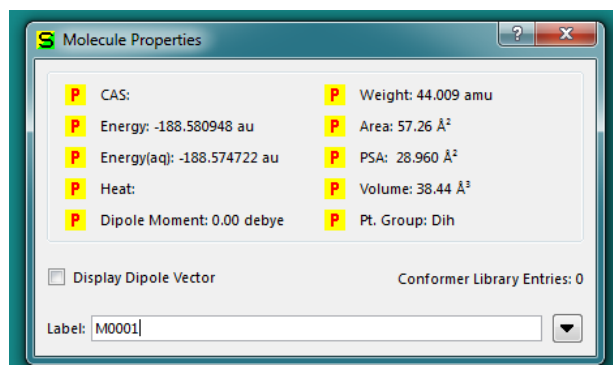 S Molecule Properties
P CAS:
P Energy: -188.580948 au
P Energy(aq): -188.574722 au
P Heat:
P Dipole Moment: 0.00 debye
P Weight: 44.009 amu
P Area: 57.26 Å²
P PSA: 28.960 Å²
P Volume: 38.44 Å³
P Pt. Group: Dih
Display Dipole Vector
Conformer Library Entries: 0
Label: M0001